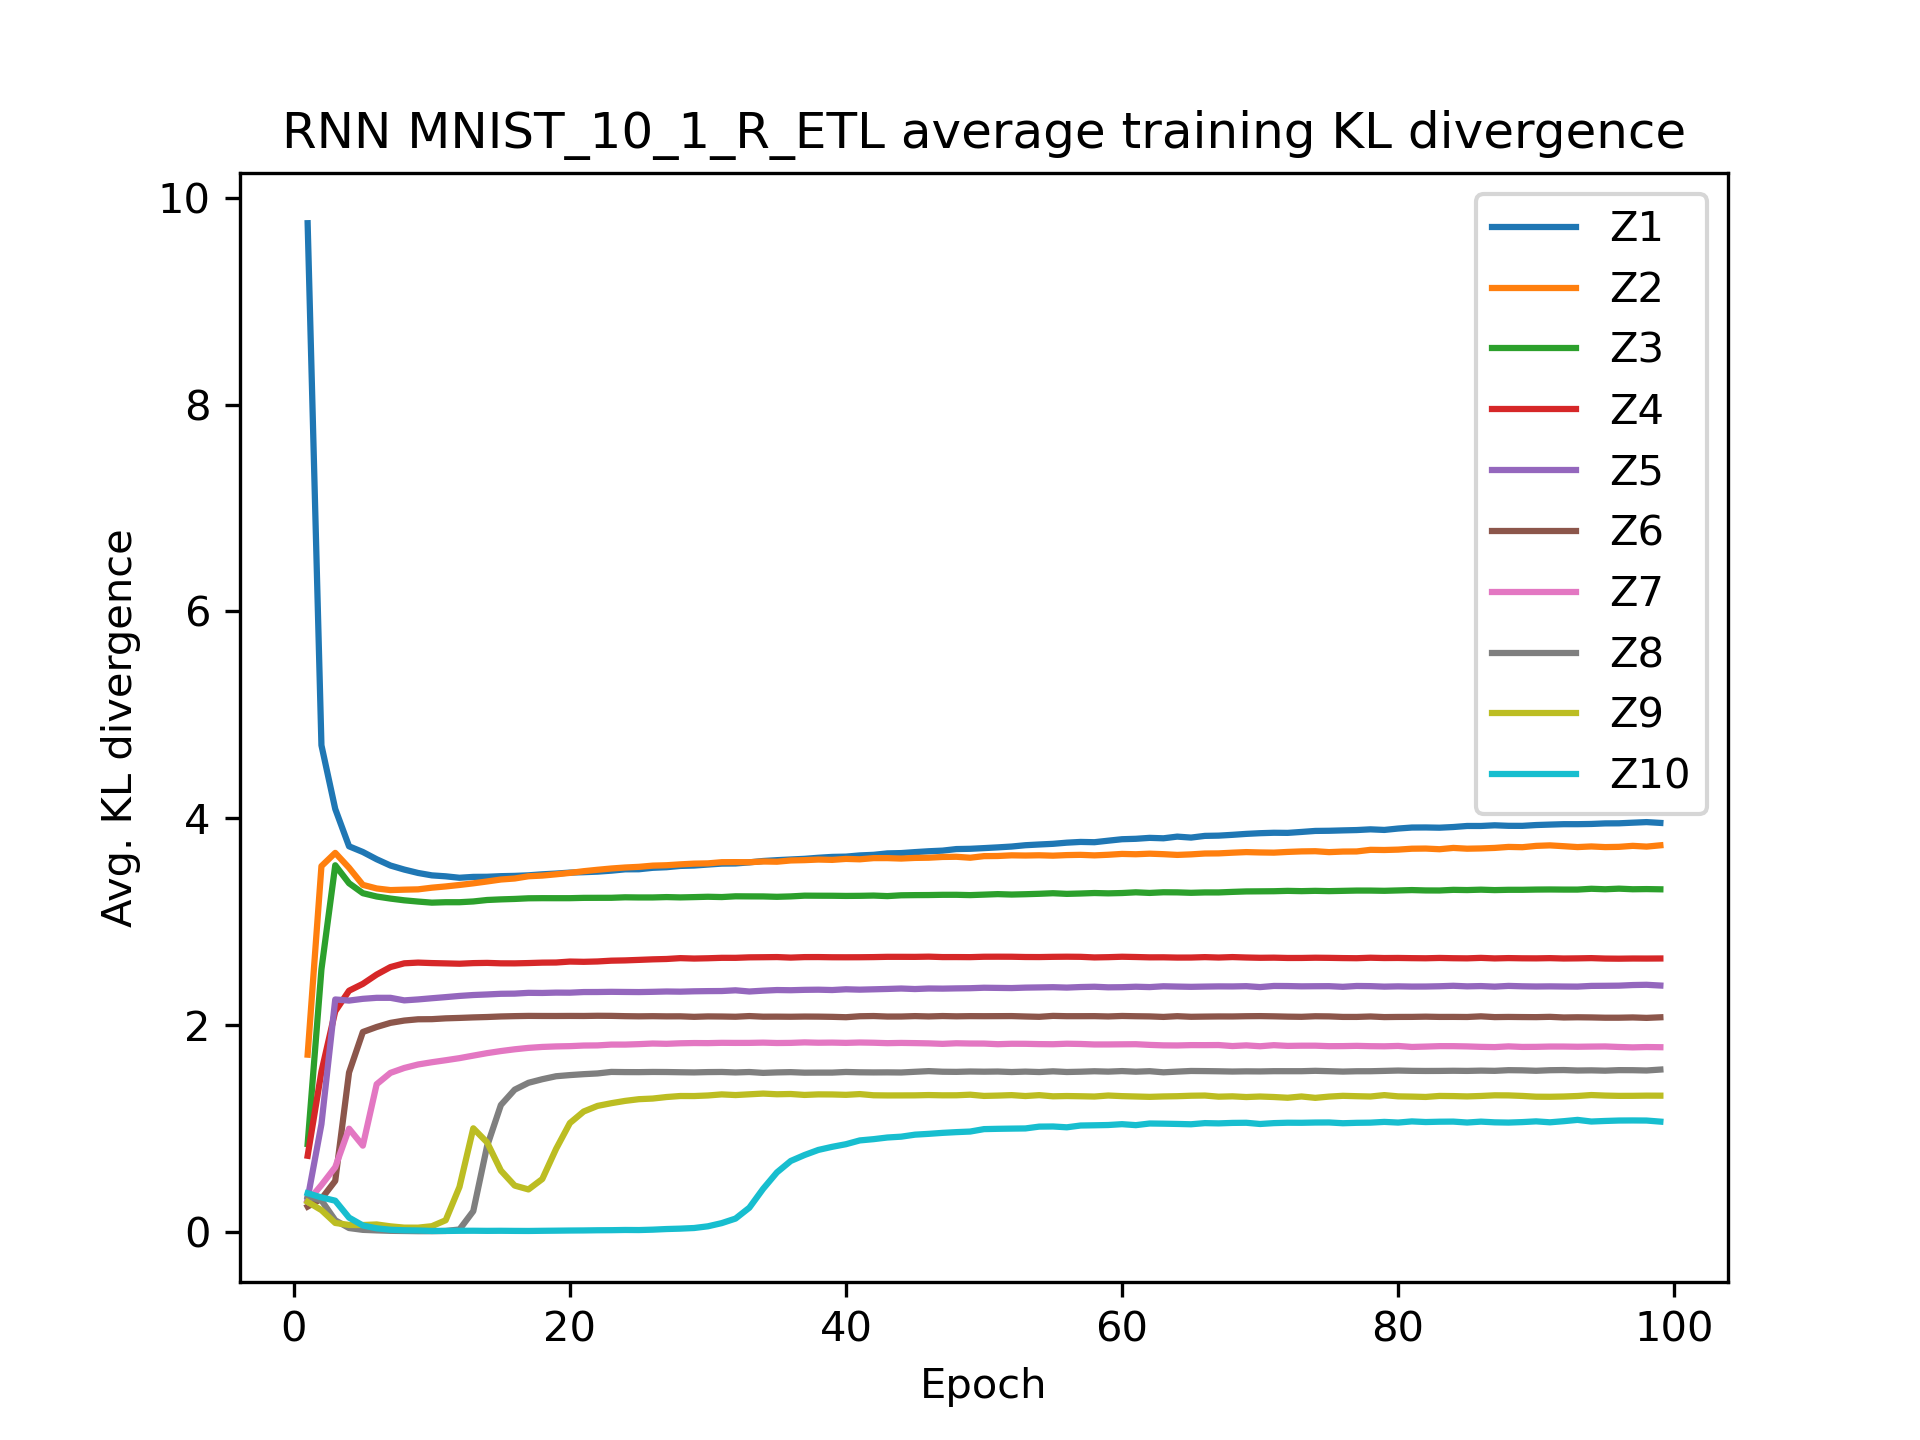 RNN MNIST_10_1_R_ETL average training KL divergence
10
8
6
4
2
0
Avg. KL divergence
Z1
Z2
Z3
Z4
Z5
Z6
Z7
Z8
Z9
Z10
0 20 40 60 80 100
Epoch